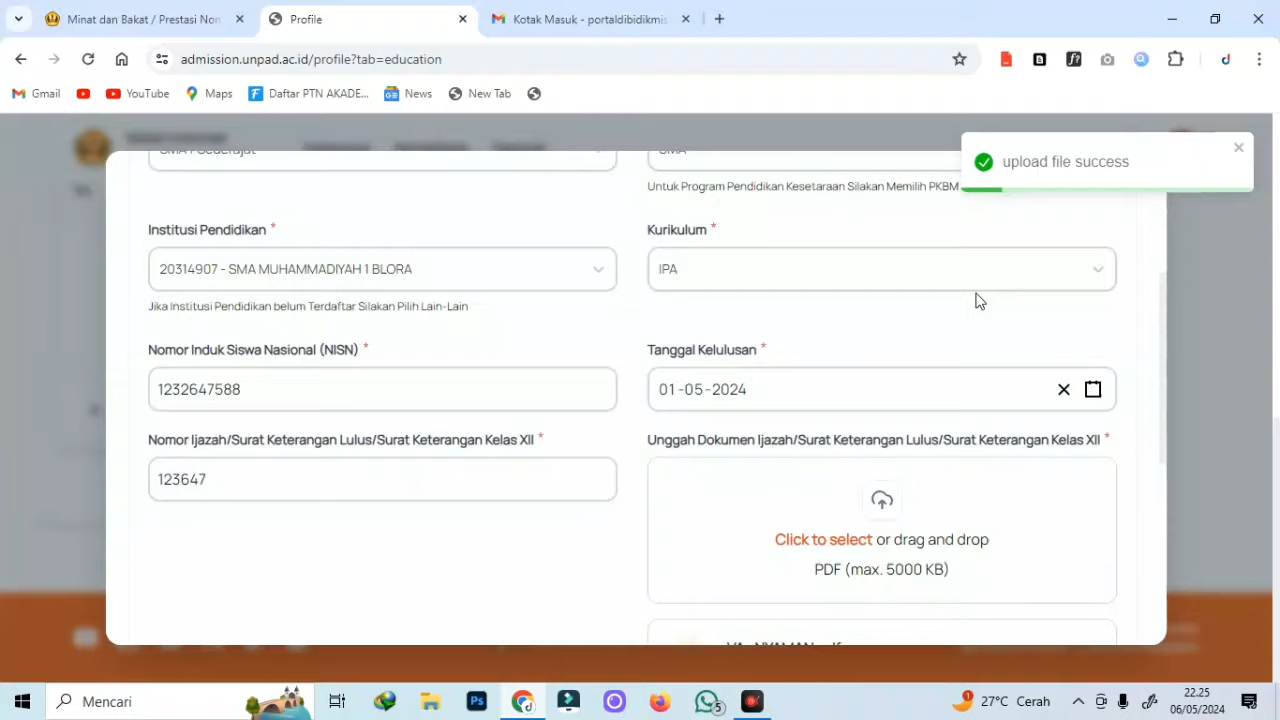 Minat dan Bakat / Prestasi Non
Profile
Kotak Masuk - portaldibidikmis
admission.unpad.ac.id/profile?tab=education
Gmail
YouTube
Maps
Daftar PTN AKADE...
News
New Tab
upload file success
SMA / Sederajat
SMA
Untuk Program Pendidikan Kesetaraan Silakan Memilih PKBM
Institusi Pendidikan *
Kurikulum *
20314907 - SMA MUHAMMADIYAH 1 BLORA
IPA
Jika Institusi Pendidikan belum Terdaftar Silakan Pilih Lain-Lain
Nomor Induk Siswa Nasional (NISN) *
Tanggal Kelulusan *
1232647588
01-05-2024
Nomor Ijazah/Surat Keterangan Lulus/Surat Keterangan Kelas XII *
Unggah Dokumen Ijazah/Surat Keterangan Lulus/Surat Keterangan Kelas XII *
123647
Click to select or drag and drop
PDF (max. 5000 KB)
Mencari
5
1
27°C Cerah
22.25
06/05/2024